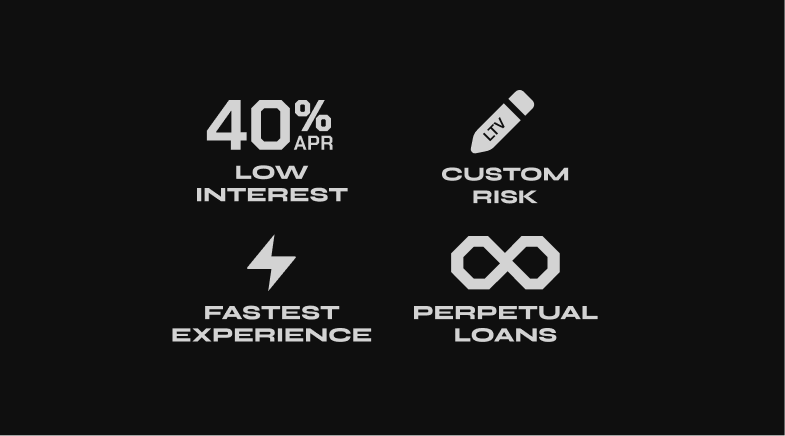 40%
APR
LOW
INTEREST
LTV
CUSTOM
RISK
FASTEST
EXPERIENCE
PERPETUAL
LOANS